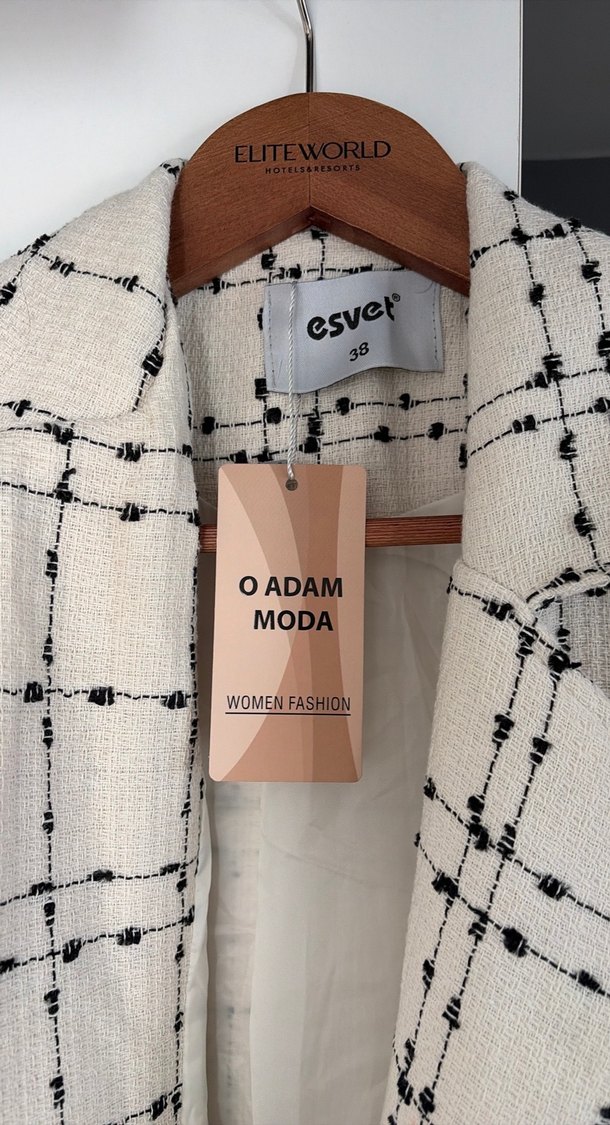 ELITEWORLD
HOTELS&RESORTS
esvet®
38
O ADAM
MODA
WOMEN FASHION